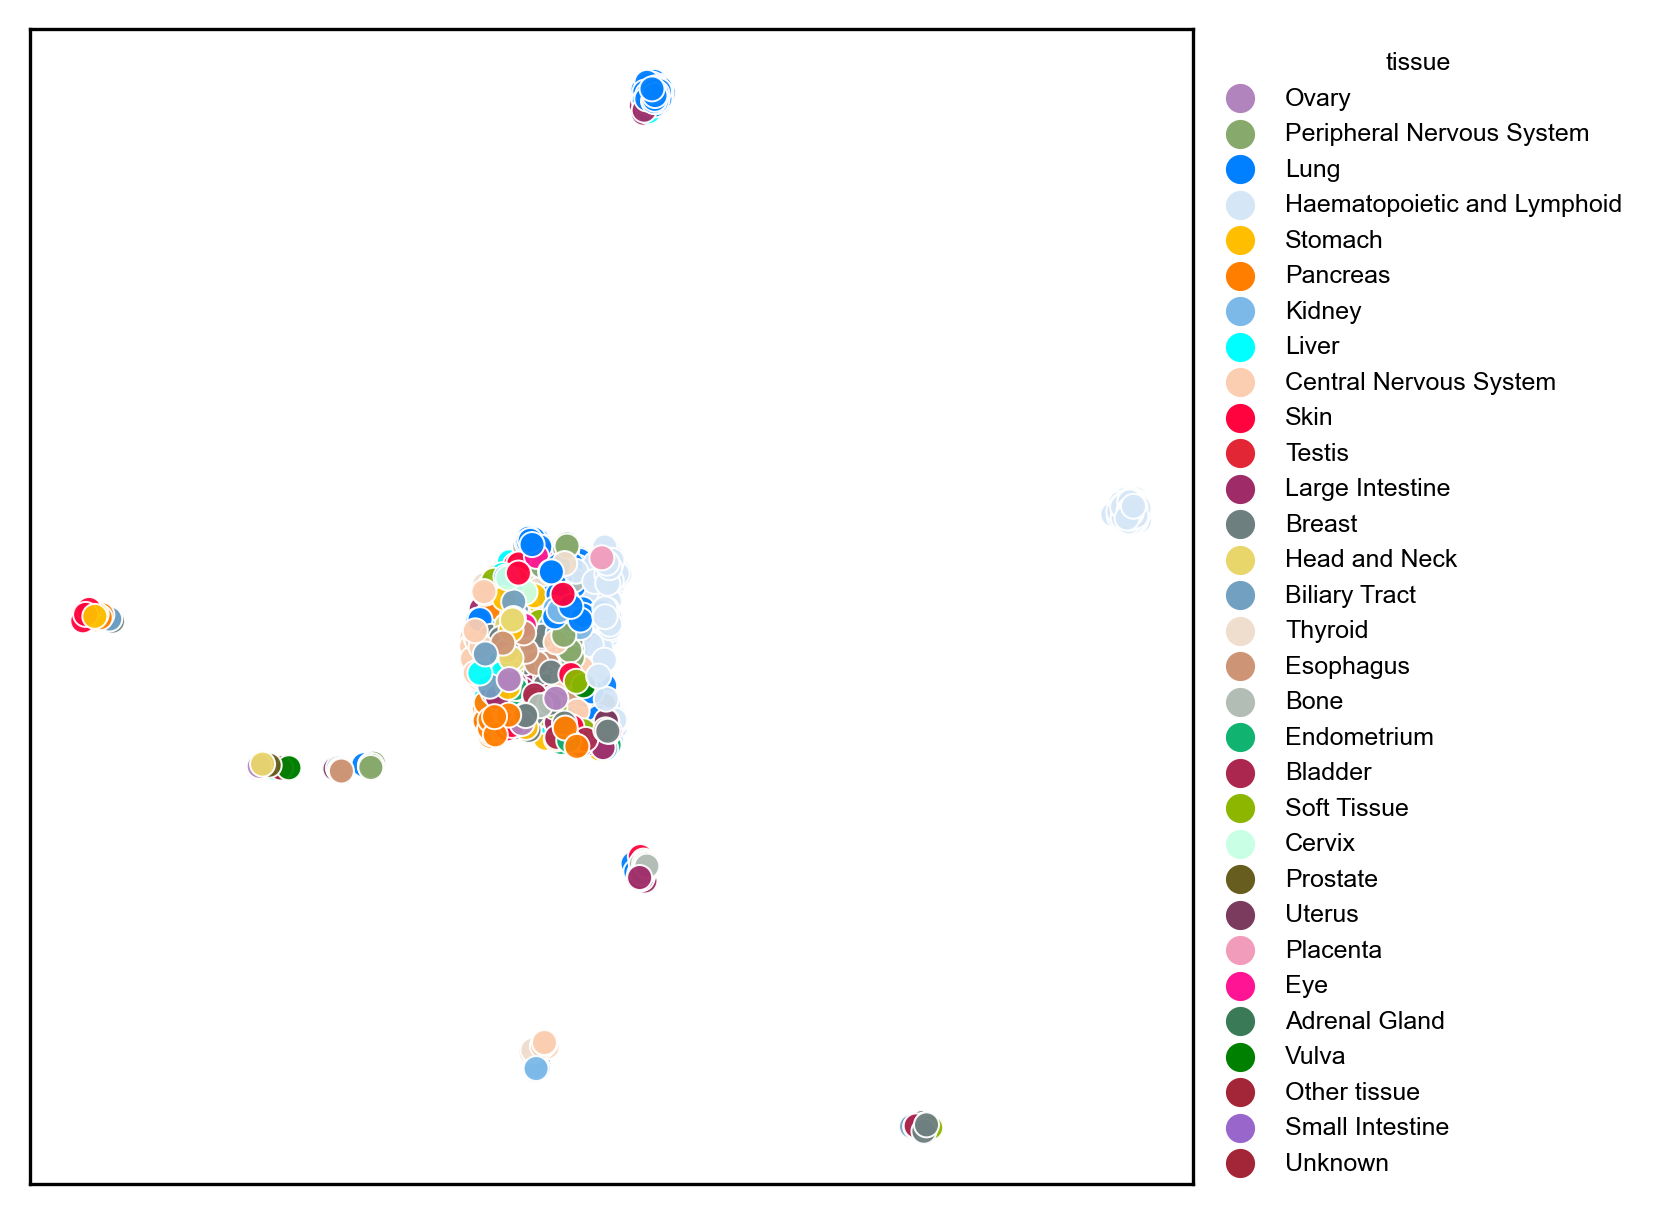 tissue
Ovary
Peripheral Nervous System
Lung
Haematopoietic and Lymphoid
Stomach
Pancreas
Kidney
Liver
Central Nervous System
Skin
Testis
Large Intestine
Breast
Head and Neck
Biliary Tract
Thyroid
Esophagus
Bone
Endometrium
Bladder
Soft Tissue
Cervix
Prostate
Uterus
Placenta
Eye
Adrenal Gland
Vulva
Other tissue
Small Intestine
Unknown